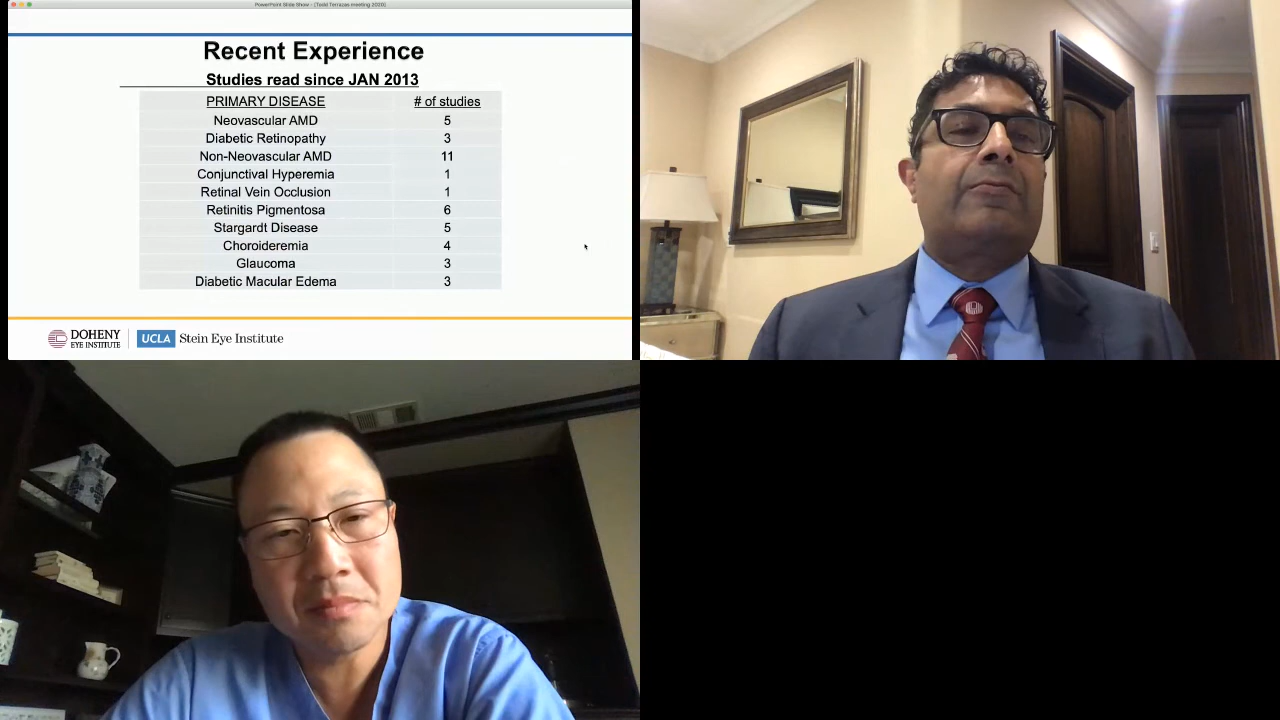 PowerPoint Slide Show - [Todd Terrazas meeting 2020]
Recent Experience
Studies read since JAN 2013
PRIMARY DISEASE # of studies
Neovascular AMD 5
Diabetic Retinopathy 3
Non-Neovascular AMD 11
Conjunctival Hyperemia 1
Retinal Vein Occlusion 1
Retinitis Pigmentosa 6
Stargardt Disease 5
Choroideremia 4
Glaucoma 3
Diabetic Macular Edema 3
DOHENY
EYE INSTITUTE
UCLA Stein Eye Institute